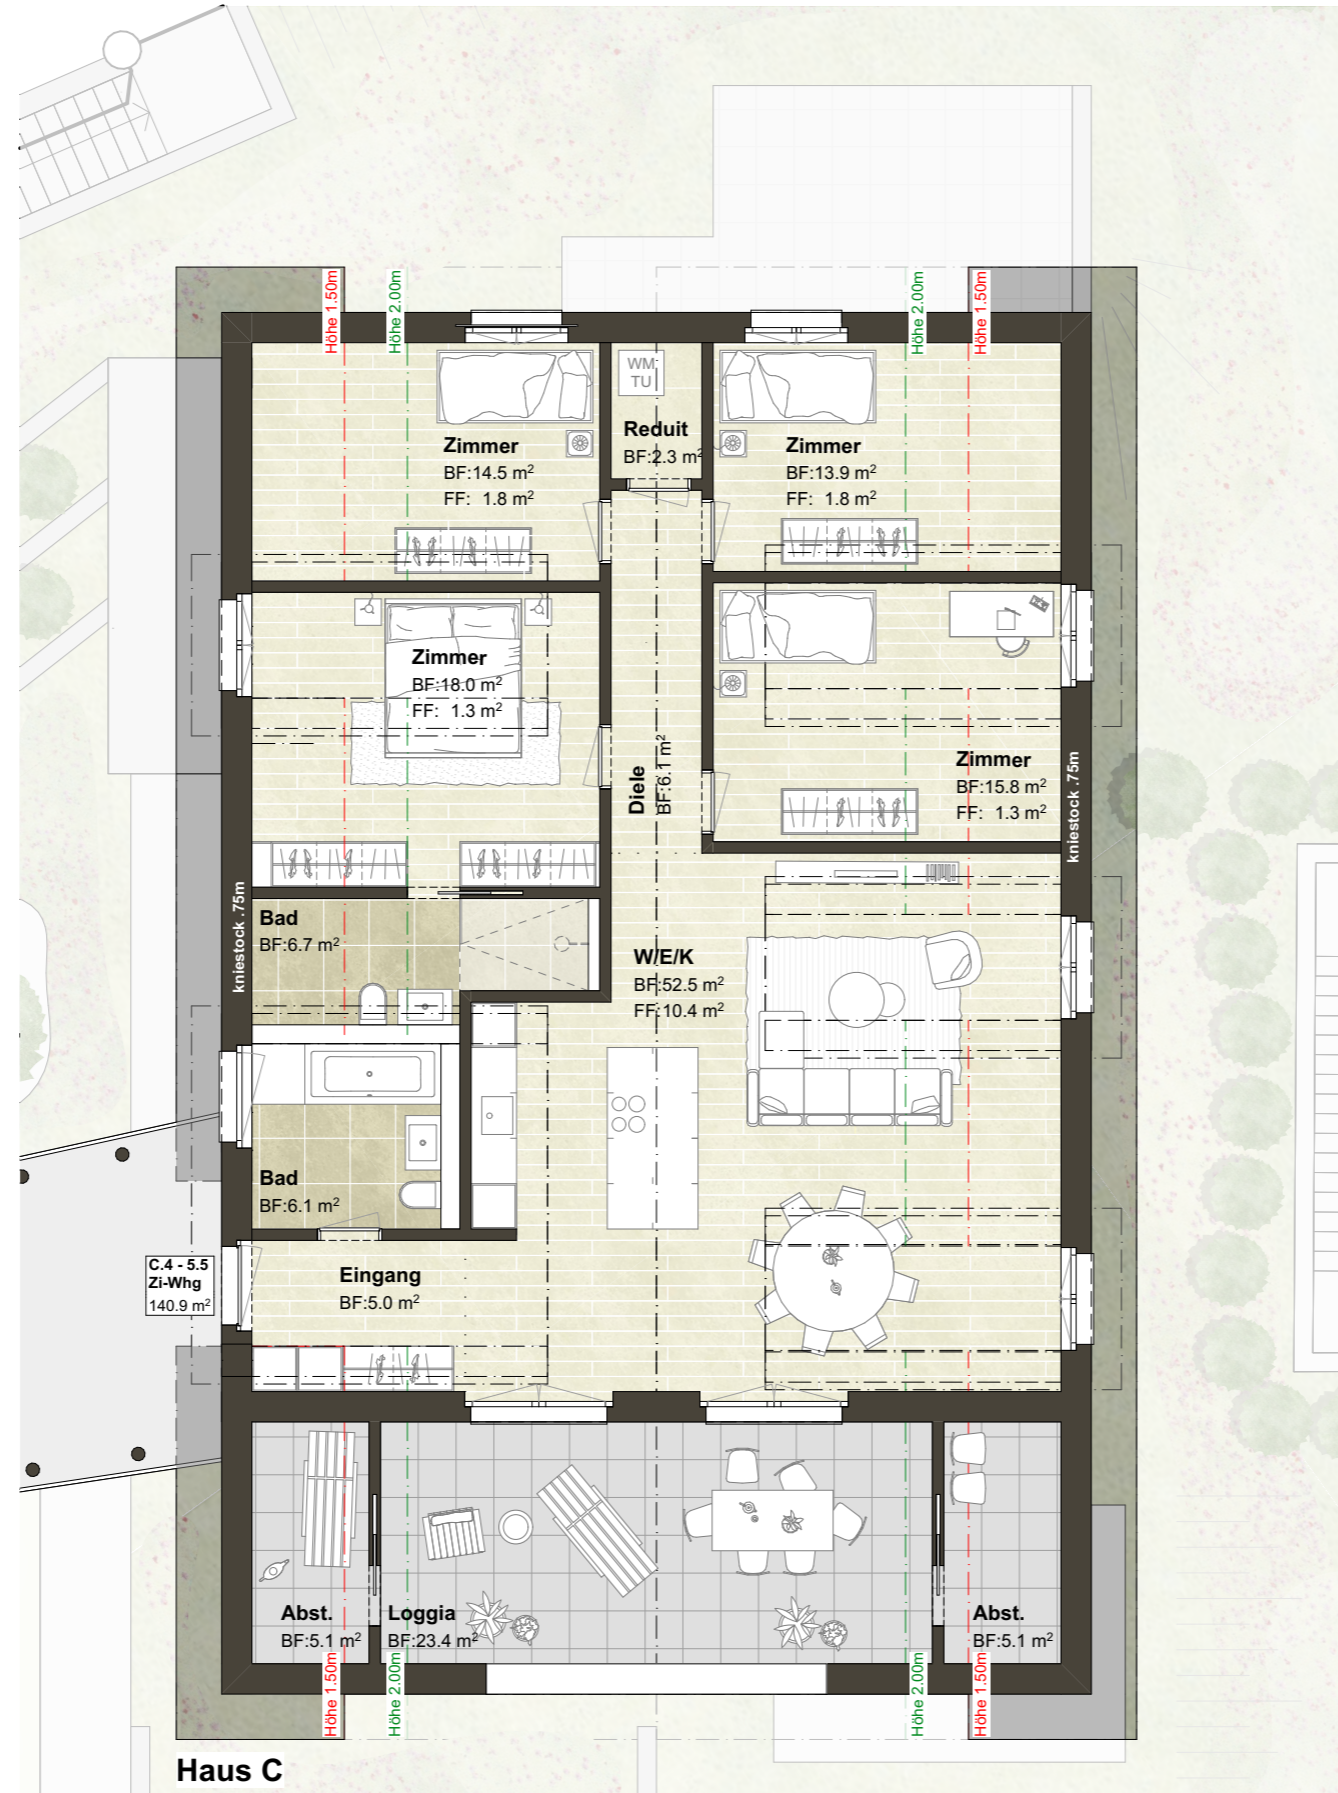 Höhe 1.50m
Höhe 2.00m
Höhe 2.00m
Höhe 1.50m
WM
TU
Zimmer
BF:14.5 m²
FF: 1.8 m²
Reduit
BF:2.3 m²
Zimmer
BF:13.9 m²
FF: 1.8 m²
Zimmer
BF:18.0 m²
FF: 1.3 m²
Diele
BF:6.1 m²
Zimmer
BF:15.8 m²
FF: 1.3 m²
kniestock .75m
kniestock .75m
Bad
BF:6.7 m²
W/E/K
BF:52.5 m²
FF:10.4 m²
Bad
BF:6.1 m²
C.4 - 5.5
Zi-Whg
140.9 m²
Eingang
BF:5.0 m²
Abst.
BF:5.1 m²
Loggia
BF:23.4 m²
Abst.
BF:5.1 m²
Höhe 1.50m
Höhe 2.00m
Höhe 2.00m
Höhe 1.50m
Haus C